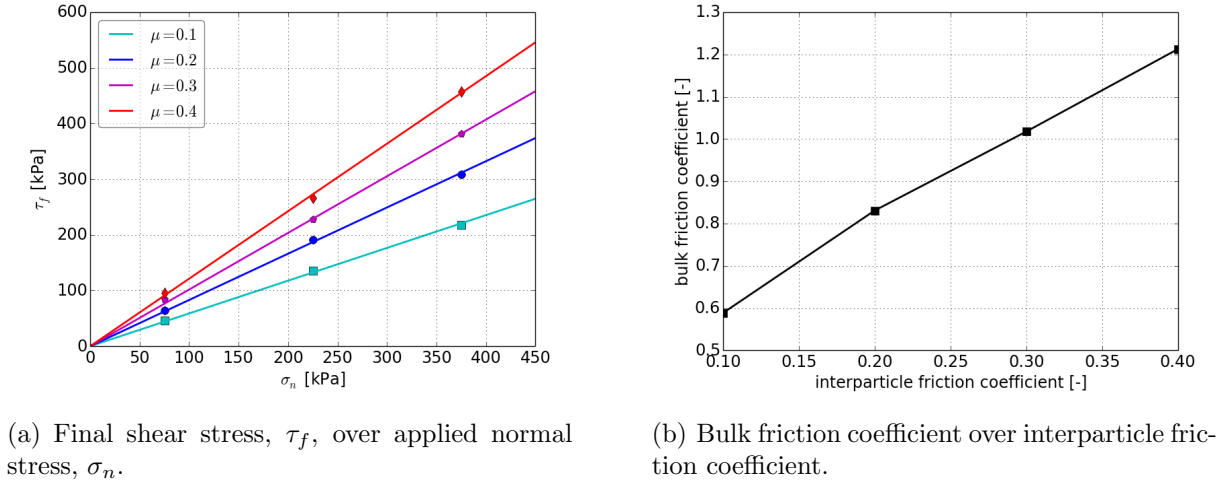 600
500
400
300
200
100
0
τ_f [kPa]
μ=0.1
μ=0.2
μ=0.3
μ=0.4
0 50 100 150 200 250 300 350 400 450
σ_n [kPa]
1.3
1.2
1.1
1.0
0.9
0.8
0.7
0.6
0.5
bulk friction coefficient [-]
0.10 0.15 0.20 0.25 0.30 0.35 0.40
interparticle friction coefficient [-]
(a) Final shear stress, τ_f, over applied normal
stress, σ_n.
(b) Bulk friction coefficient over interparticle fric-
tion coefficient.